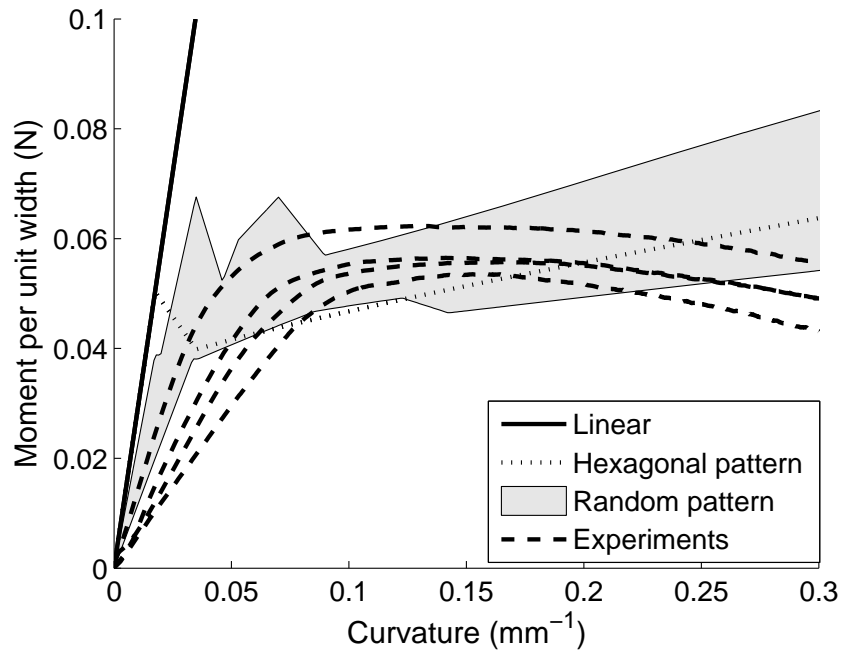 0.1
0.08
0.06
0.04
0.02
0
Moment per unit width (N)
Linear
Hexagonal pattern
Random pattern
Experiments
0 0.05 0.1 0.15 0.2 0.25 0.3
Curvature (mm⁻¹)